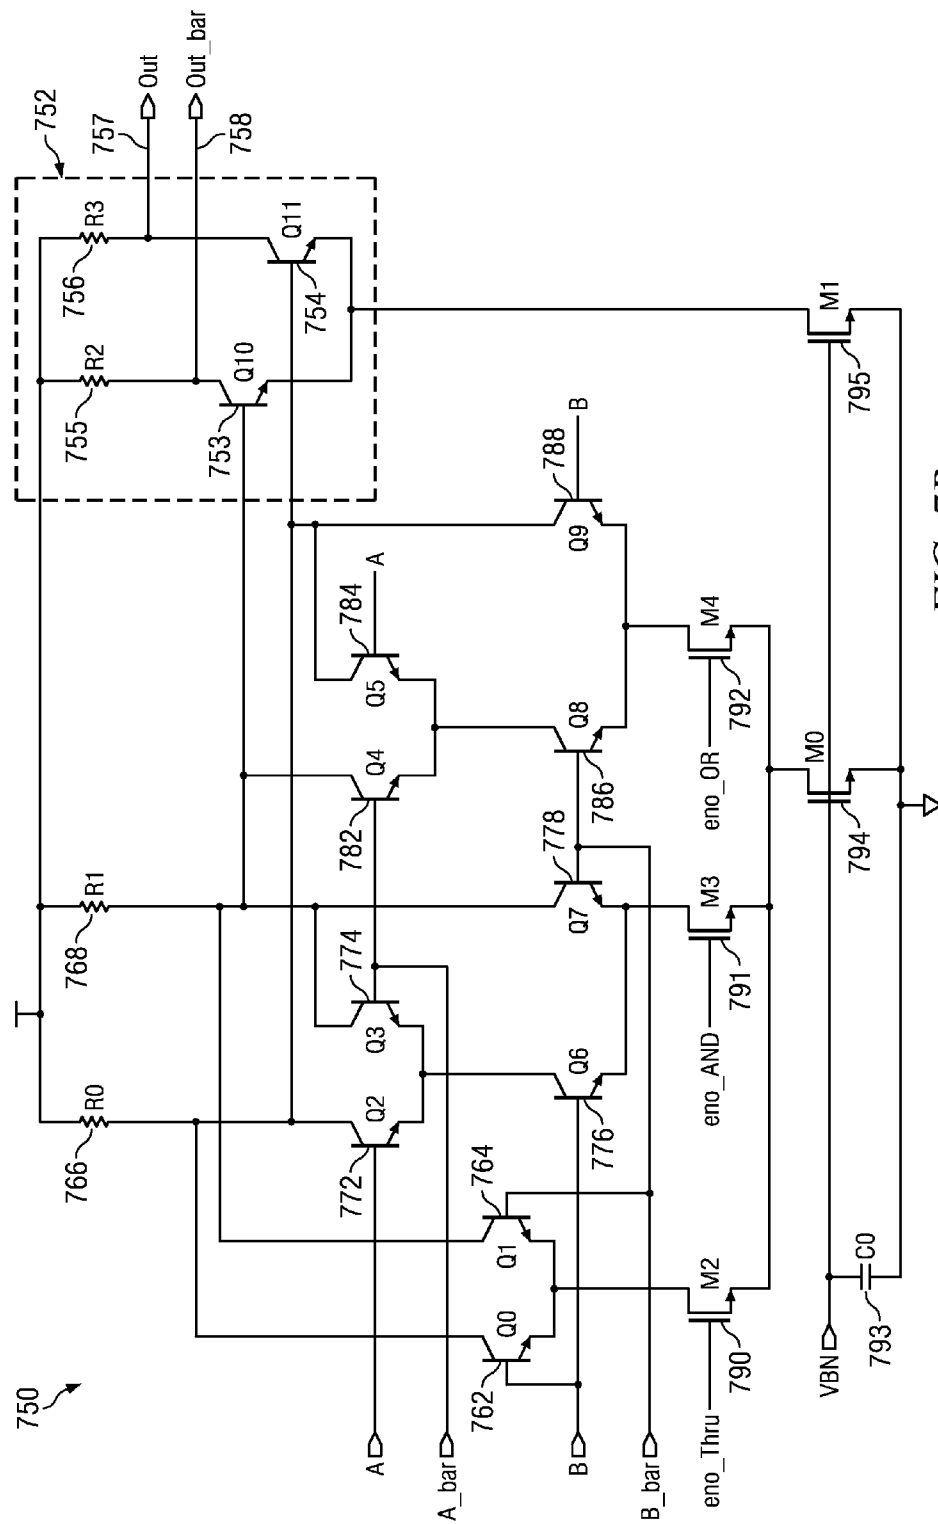 750
766
R0
768
R1
755
R2
756
R3
752
757
Out
758
Out_bar
753
Q10
754
Q11
772
Q2
Q3
774
782
Q4
Q5
784
A
762
Q0
Q1
764
776
Q6
Q7
778
786
Q8
Q9
788
B
A
A_bar
B
B_bar
eno_Thru
790
M2
eno_AND
791
M3
eno_OR
792
M4
VBN
793
C0
794
M0
795
M1